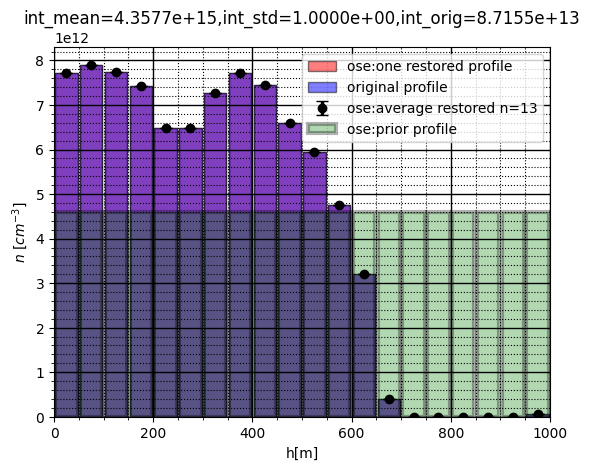 int_mean=4.3577e+15,int_std=1.0000e+00,int_orig=8.7155e+13
1e12
ose:one restored profile
original profile
ose:average restored n=13
ose:prior profile
8
7
6
5
4
3
2
1
0
n [cm⁻³]
0 200 400 600 800 1000
h[m]